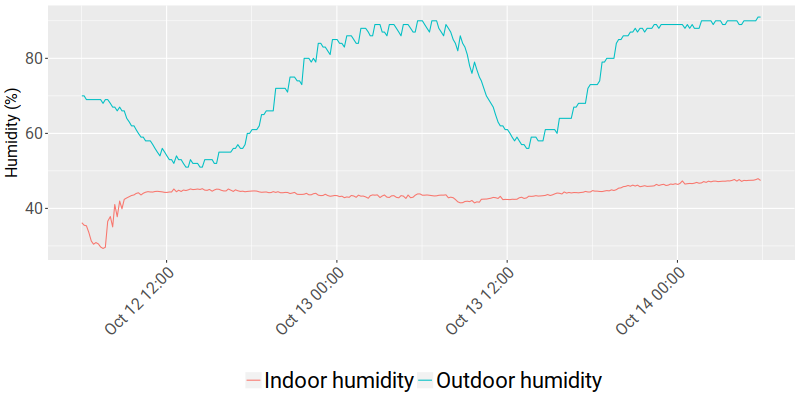 Humidity (%)
80
60
40
Oct 12 12:00
Oct 13 00:00
Oct 13 12:00
Oct 14 00:00
Indoor humidity
Outdoor humidity